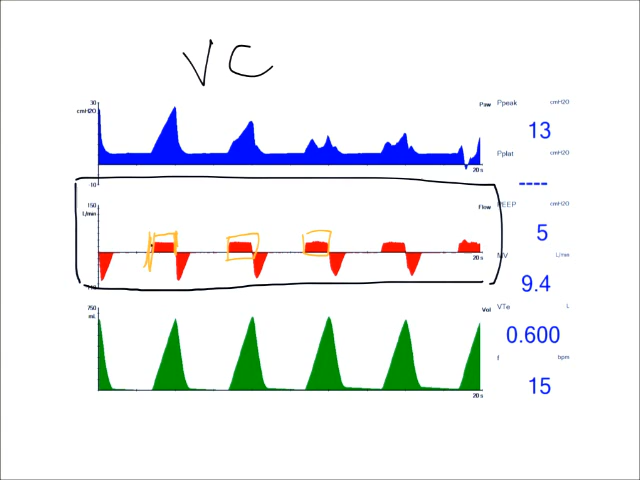 VC
30
cmH2O
Paw
-10
20 s
Ppeak cmH2O
13
Pplat cmH2O
----
150
L/min
Flow
20 s
PEEP cmH2O
5
MV L/min
9.4
750
mL
Vol
20 s
VTe L
0.600
f bpm
15